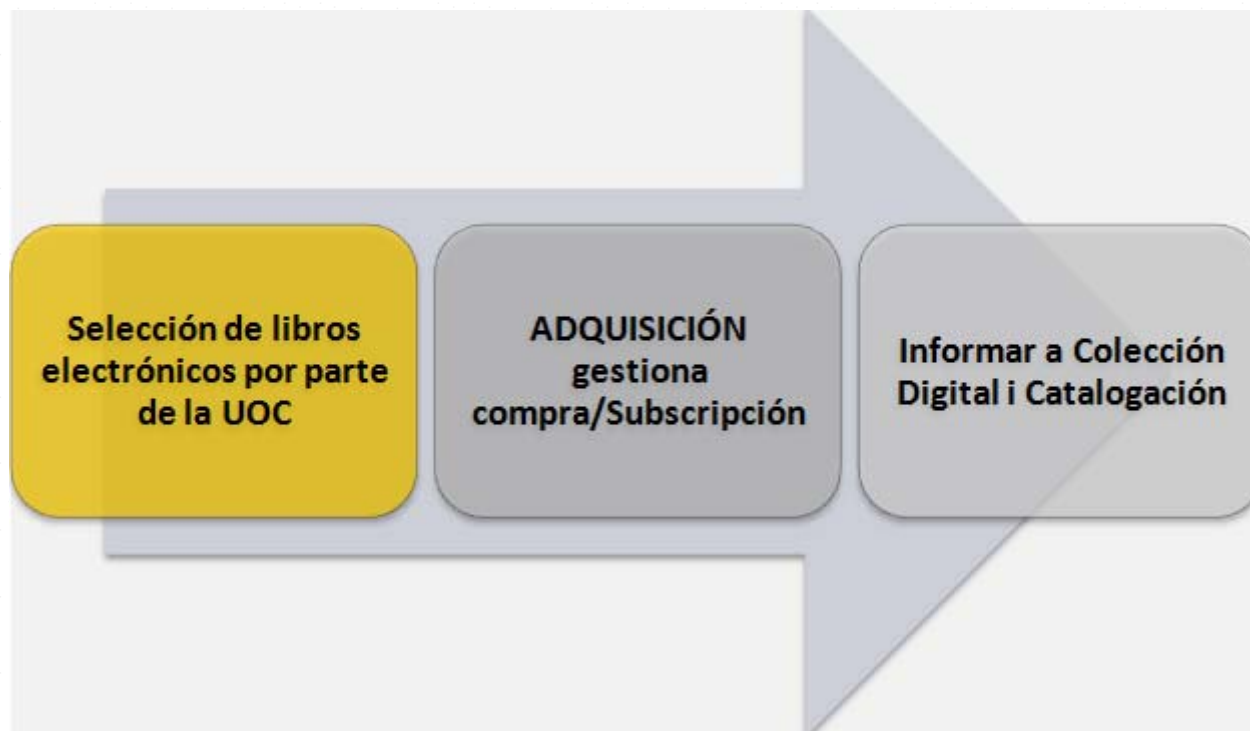 Selección de libros
electrónicos por parte
de la UOC
ADQUISICIÓN
gestiona
compra/Subscripción
Informar a Colección
Digital i Catalogación